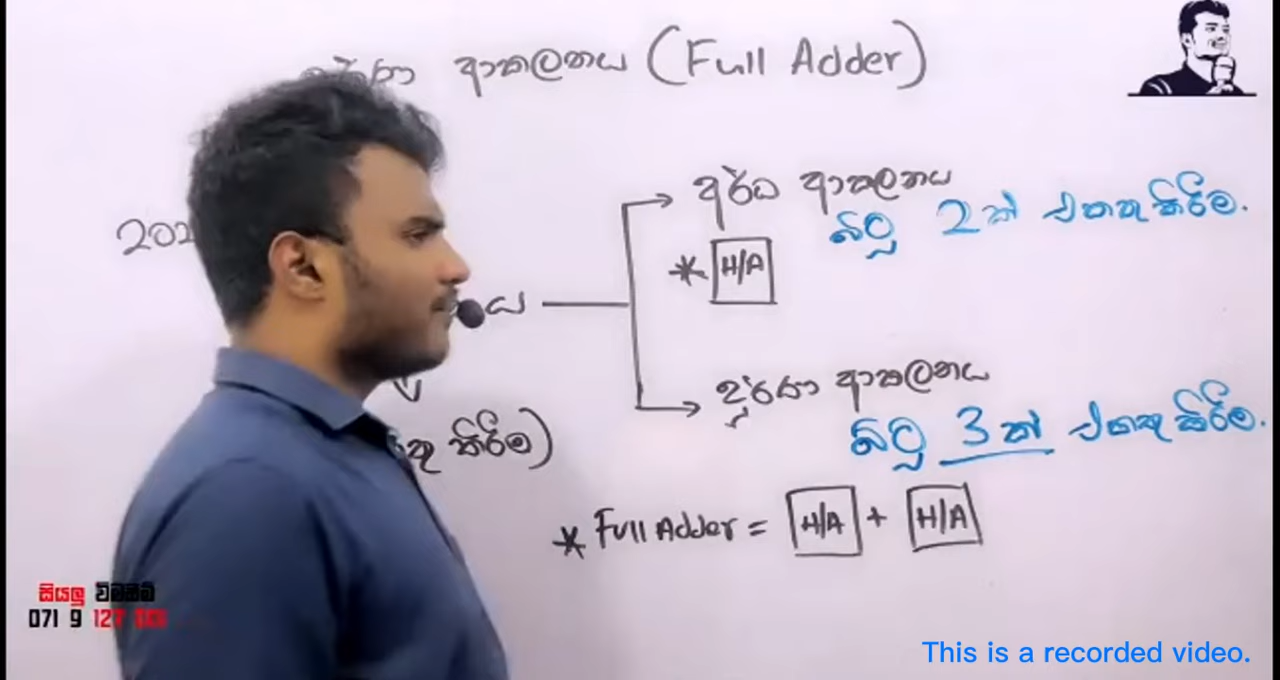 ආකලනය (Full Adder)
අර්ධ ආකලනය
බිටු 2ක් එකතු කිරීම.
* H/A
ය
පූර්ණ ආකලනය
බිටු 3ක් එකතු කිරීම.
තු කිරීම)
* Full Adder = H/A + H/A
සියලු විමසීම්
071 9
This is a recorded video.